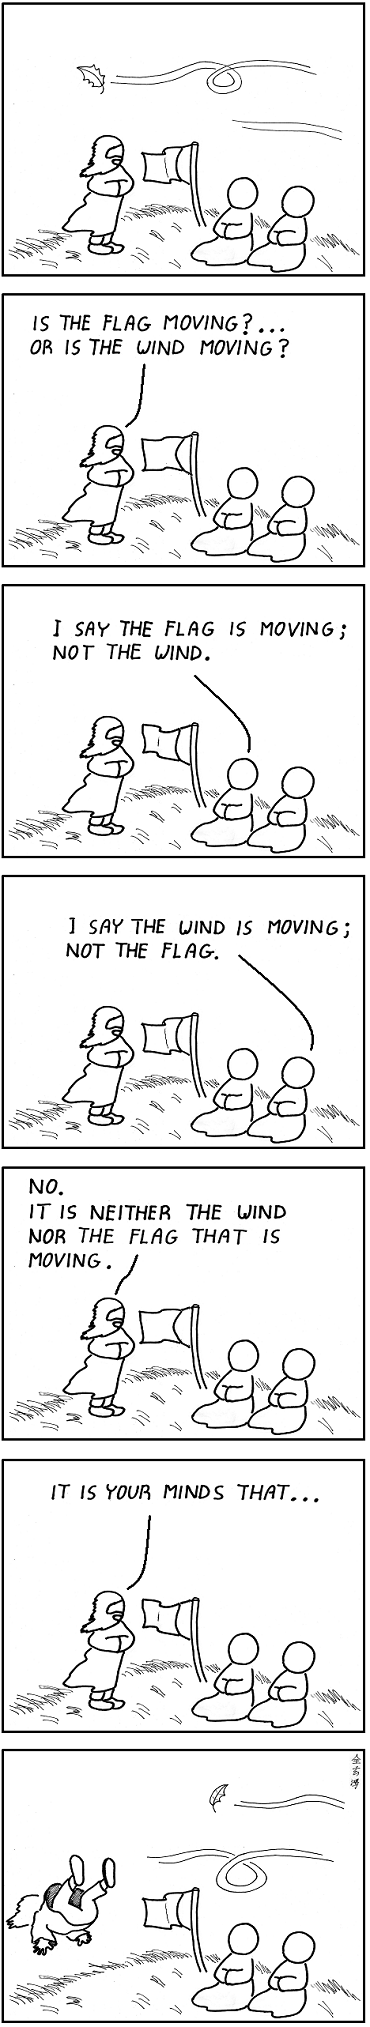 IS THE FLAG MOVING?...
OR IS THE WIND MOVING?
I SAY THE FLAG IS MOVING;
NOT THE WIND.
I SAY THE WIND IS MOVING;
NOT THE FLAG.
NO.
IT IS NEITHER THE WIND
NOR THE FLAG THAT IS
MOVING.
IT IS YOUR MINDS THAT...